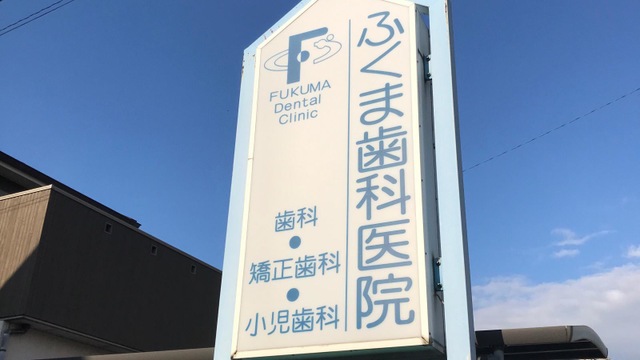 ふくま歯科医院
F
FUKUMA
Dental
Clinic
歯科
・
矯正歯科
・
小児歯科